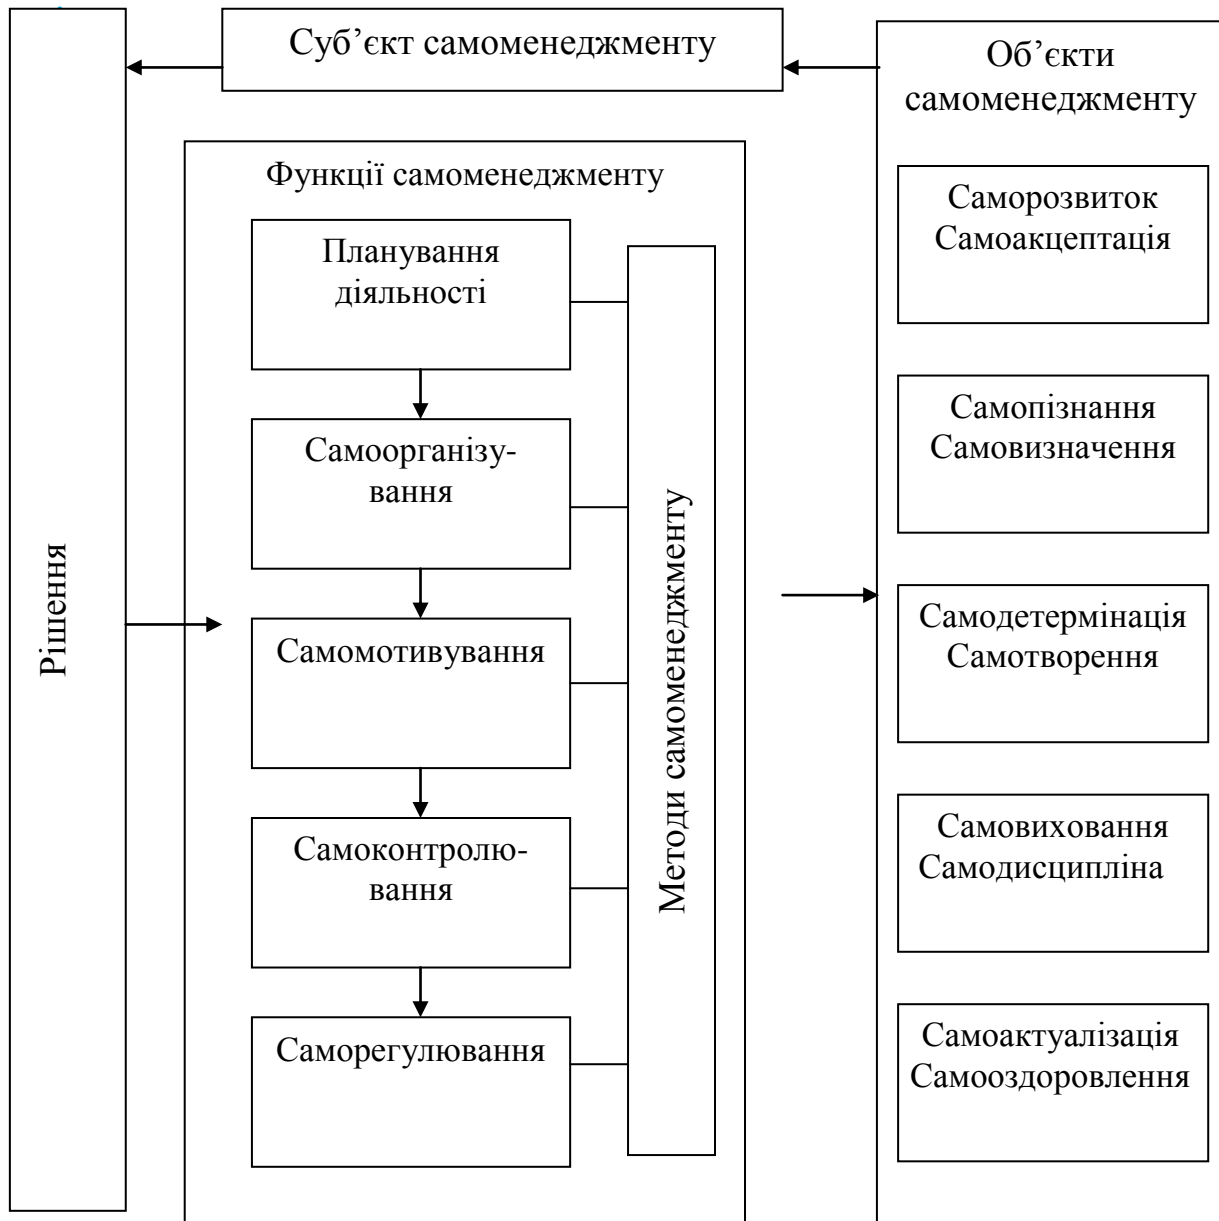 Суб’єкт самоменеджменту
Об’єкти
самоменеджменту
Рішення
Функції самоменеджменту
Планування
діяльності
Самоорганізу-
вання
Самомотивування
Самоконтролю-
вання
Саморегулювання
Методи самоменеджменту
Саморозвиток
Самоакцептація
Самопізнання
Самовизначення
Самодетермінація
Самотворення
Самовиховання
Самодисципліна
Самоактуалізація
Самооздоровлення